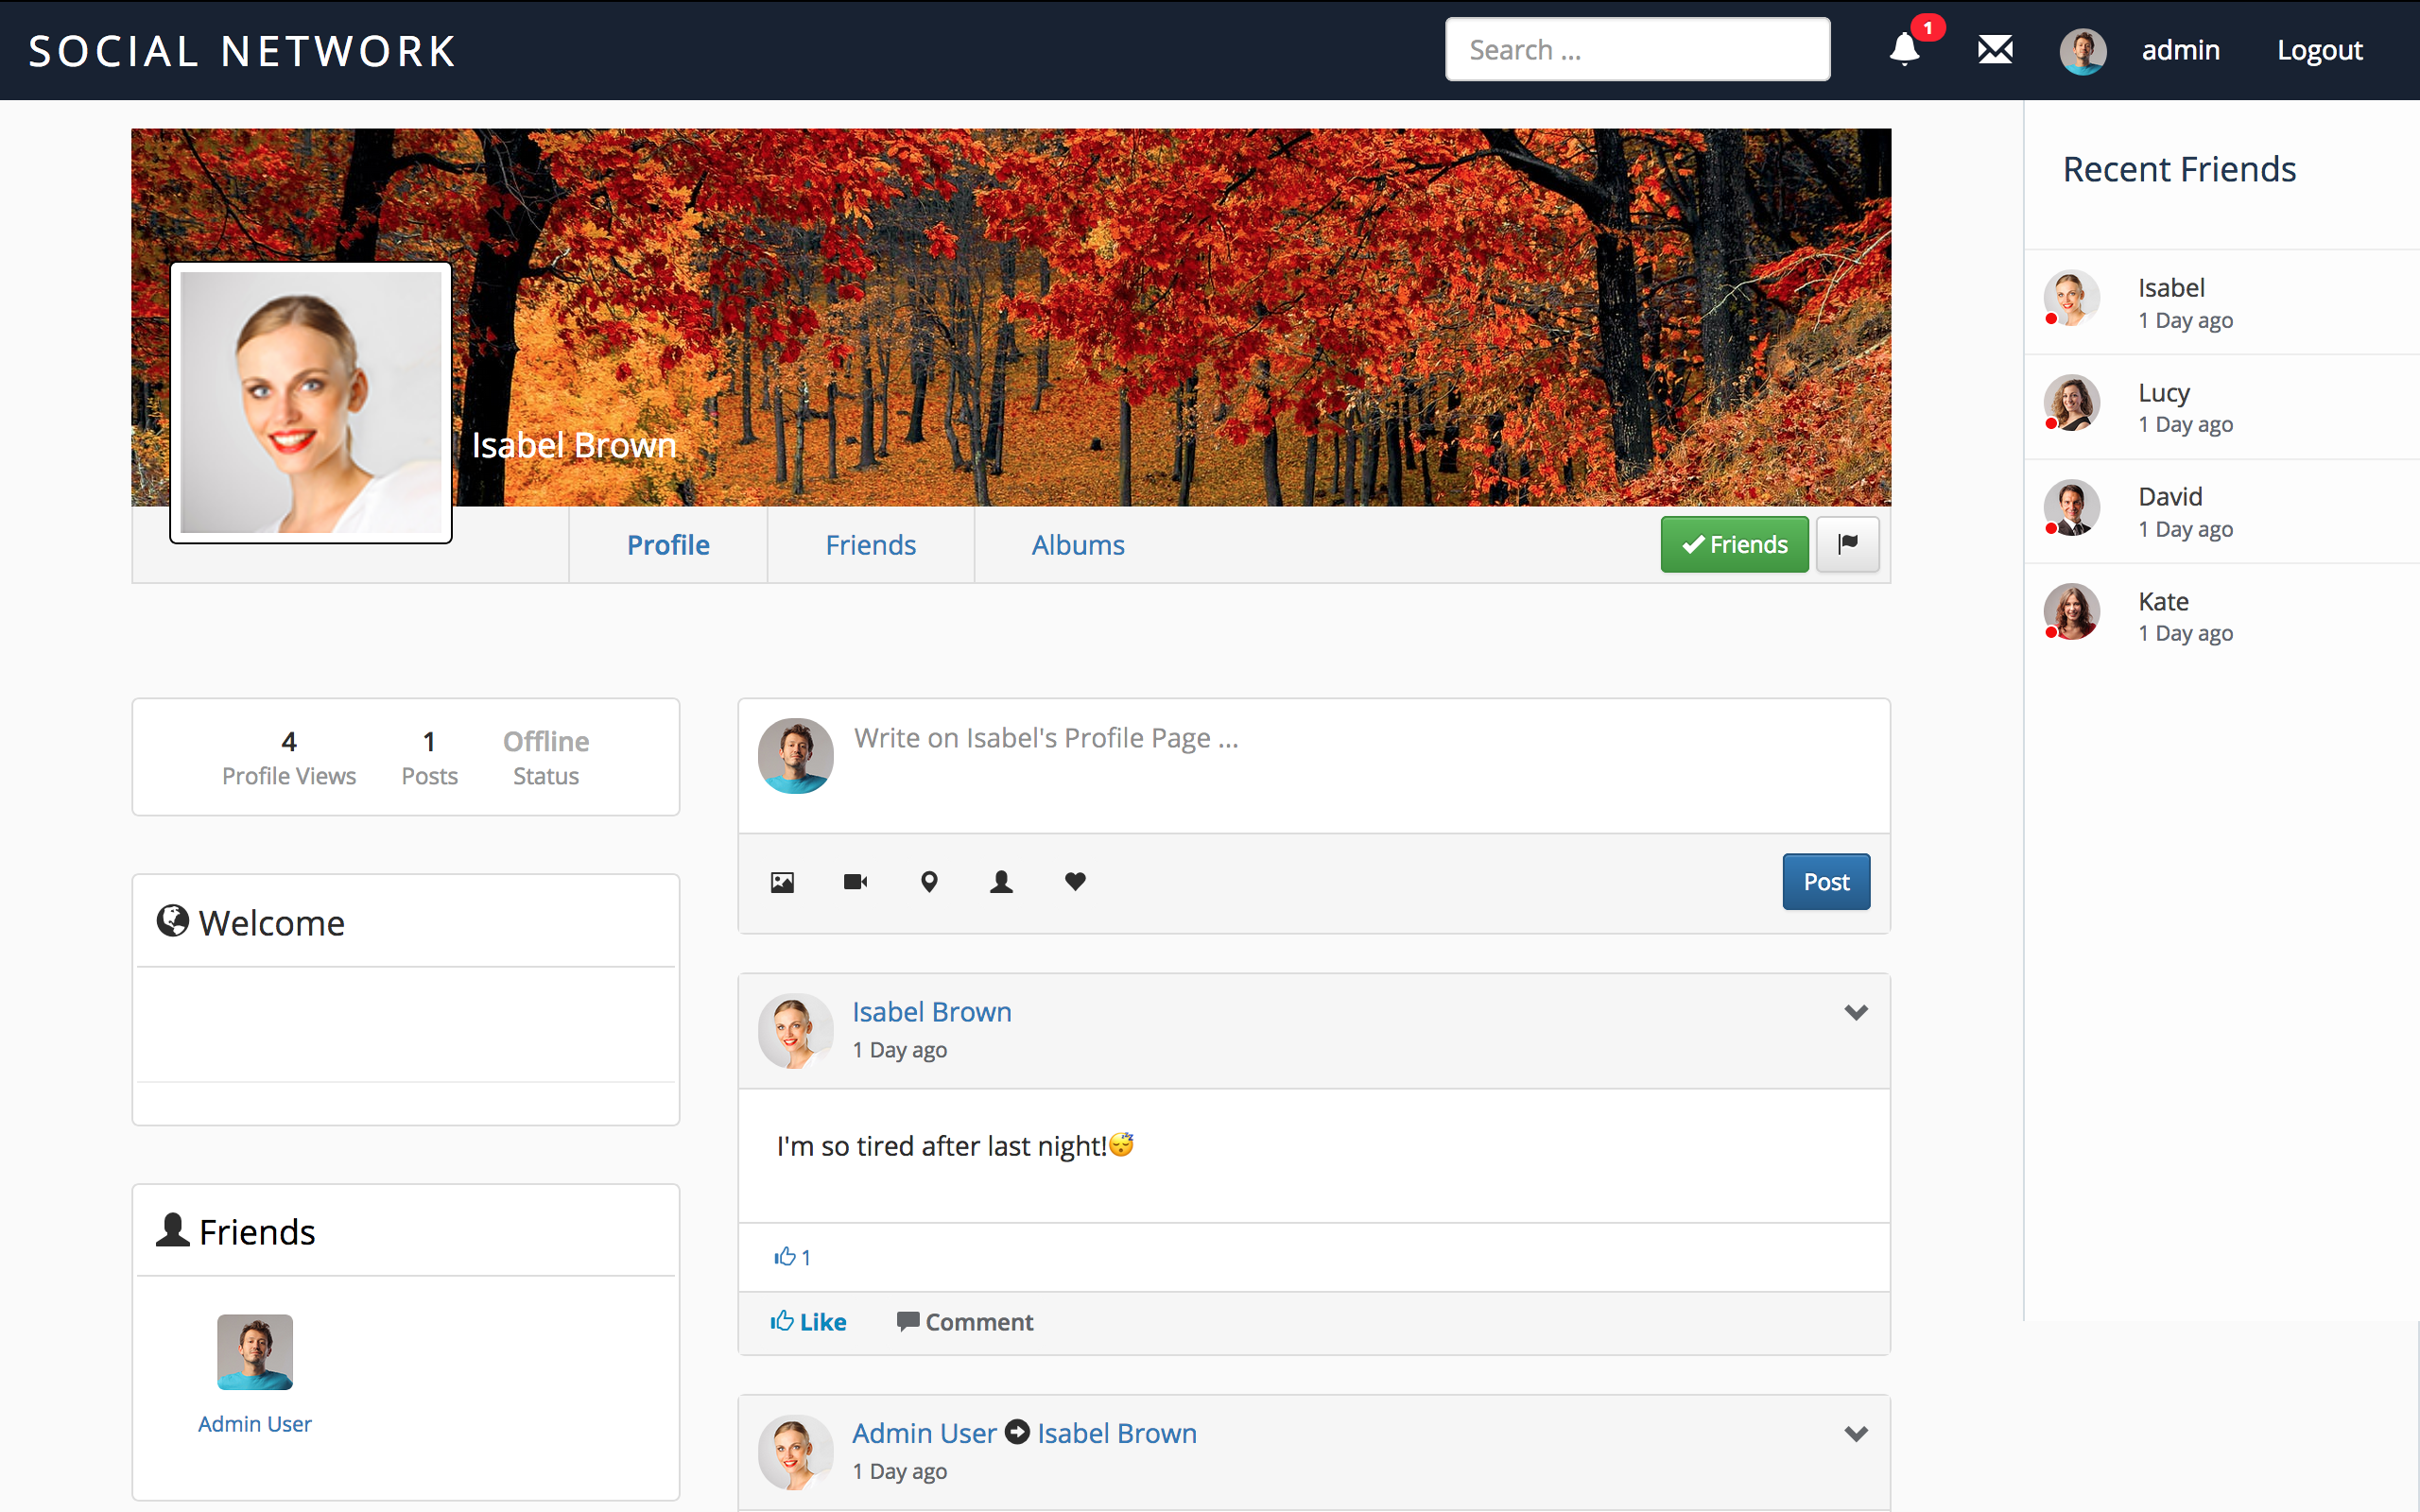 SOCIAL NETWORK
Search ...
1
admin
Logout
Isabel Brown
Profile
Friends
Albums
Friends
Recent Friends
Isabel
1 Day ago
Lucy
1 Day ago
David
1 Day ago
Kate
1 Day ago
4
Profile Views
1
Posts
Offline
Status
Welcome
Friends
Admin User
Write on Isabel's Profile Page ...
Post
Isabel Brown
1 Day ago
I'm so tired after last night!😴
1
Like
Comment
Admin User Isabel Brown
1 Day ago